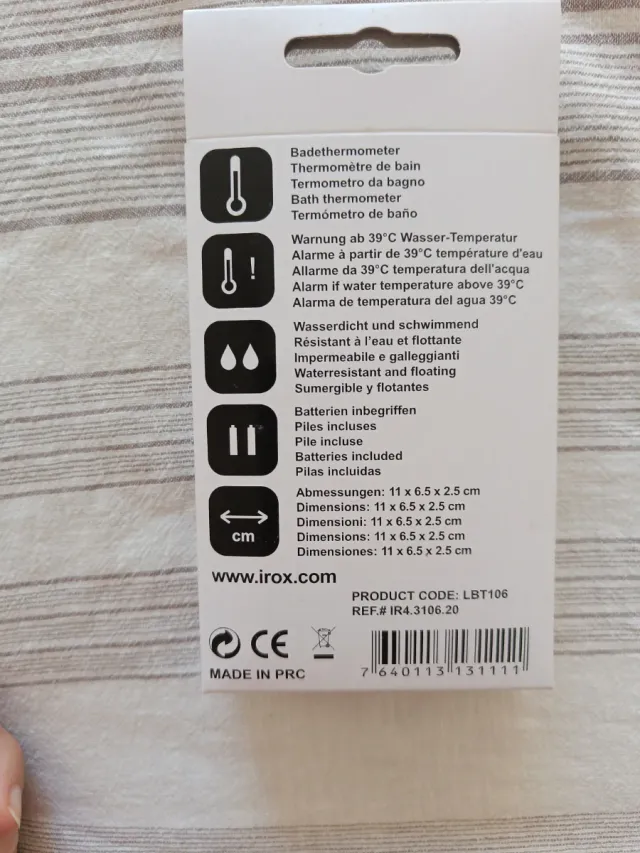 Badethermometer
Thermomètre de bain
Termometro da bagno
Bath thermometer
Termómetro de baño
!
Warnung ab 39°C Wasser-Temperatur
Alarme à partir de 39°C température d'eau
Allarme da 39°C temperatura dell'acqua
Alarm if water temperature above 39°C
Alarma de temperatura del agua 39°C
Wasserdicht und schwimmend
Résistant à l'eau et flottante
Impermeabile e galleggianti
Waterresistant and floating
Sumergible y flotantes
Batterien inbegriffen
Piles incluses
Pile incluse
Batteries included
Pilas incluidas
cm
Abmessungen: 11 x 6.5 x 2.5 cm
Dimensions: 11 x 6.5 x 2.5 cm
Dimensioni: 11 x 6.5 x 2.5 cm
Dimensions: 11 x 6.5 x 2.5 cm
Dimensiones: 11 x 6.5 x 2.5 cm
www.irox.com
PRODUCT CODE: LBT106
REF.# IR4.3106.20
CE
MADE IN PRC
7 640113 131111